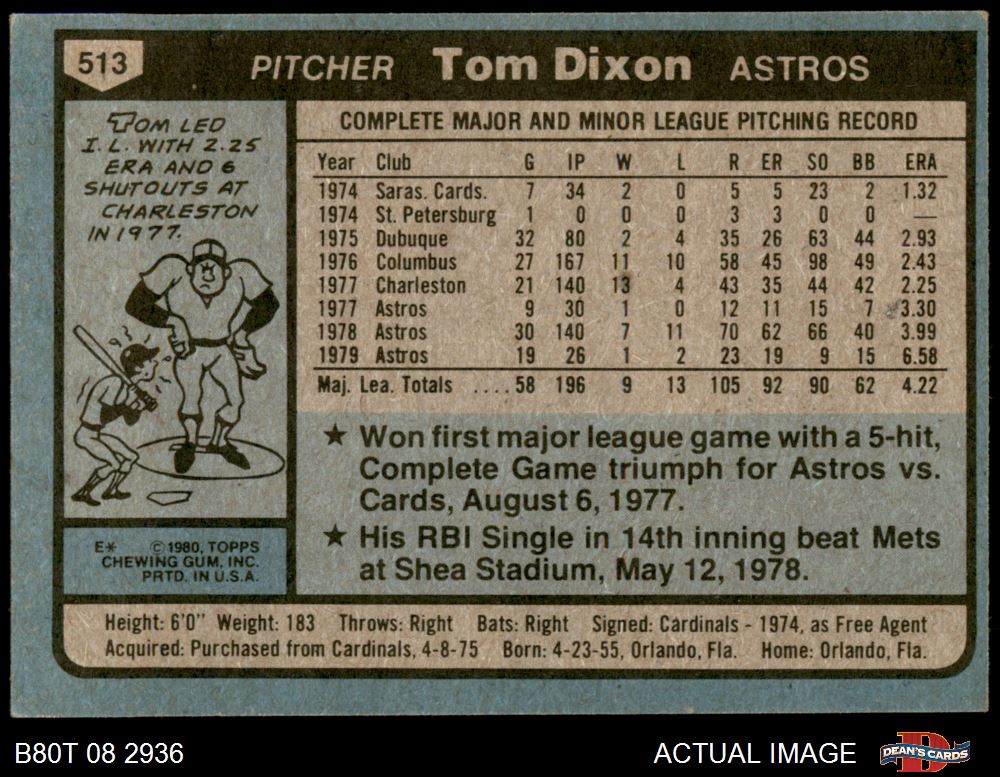 513
PITCHER Tom Dixon ASTROS
TOM LED
I.L. WITH 2.25
ERA AND 6
SHUTOUTS AT
CHARLESTON
IN 1977.
COMPLETE MAJOR AND MINOR LEAGUE PITCHING RECORD
Year Club G IP W L R ER SO BB ERA
1974 Saras. Cards. 7 34 2 0 5 5 23 2 1.32
1974 St. Petersburg 1 0 0 0 3 3 0 0 —
1975 Dubuque 32 80 2 4 35 26 63 44 2.93
1976 Columbus 27 167 11 10 58 45 98 49 2.43
1977 Charleston 21 140 13 4 43 35 44 42 2.25
1977 Astros 9 30 1 0 12 11 15 7 3.30
1978 Astros 30 140 7 11 70 62 66 40 3.99
1979 Astros 19 26 1 2 23 19 9 15 6.58
Maj. Lea. Totals ....58 196 9 13 105 92 90 62 4.22
★ Won first major league game with a 5-hit,
Complete Game triumph for Astros vs.
Cards, August 6, 1977.
★ His RBI Single in 14th inning beat Mets
at Shea Stadium, May 12, 1978.
E* © 1980, TOPPS
CHEWING GUM, INC.
PRTD. IN U.S.A.
Height: 6'0" Weight: 183 Throws: Right Bats: Right Signed: Cardinals - 1974, as Free Agent
Acquired: Purchased from Cardinals, 4-8-75 Born: 4-23-55, Orlando, Fla. Home: Orlando, Fla.
B80T 08 2936 ACTUAL IMAGE DEAN'S CARDS